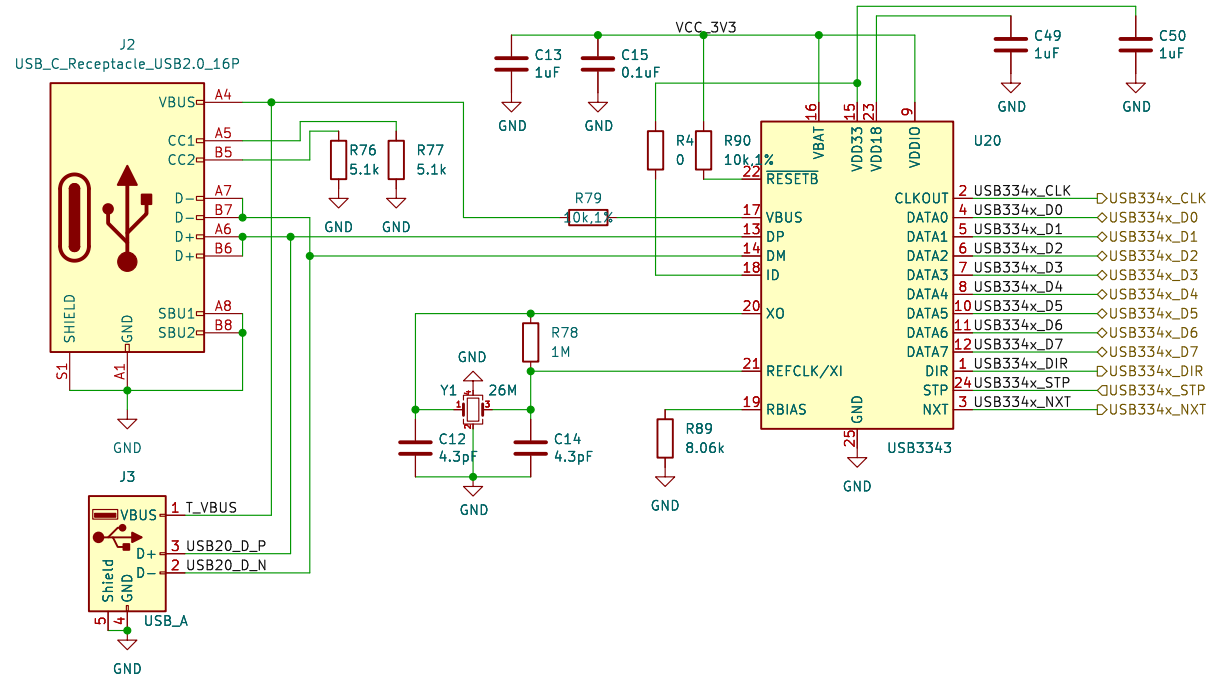 VCC_3V3
J2
USB_C_Receptacle_USB2.0_16P
VBUS
A4
CC1
A5
CC2
B5
D-
A7
D-
B7
D+
A6
D+
B6
SBU1
A8
SBU2
B8
SHIELD
GND
S1
A1
GND
R76
5.1k
GND
R77
5.1k
GND
C13
1uF
GND
C15
0.1uF
GND
R4
0
R90
10k,1%
R79
10k,1%
C49
1uF
GND
C50
1uF
GND
U20
16
15
23
9
VBAT
VDD33
VDD18
VDDIO
22
RESETB
17
VBUS
13
DP
14
DM
18
ID
20
XO
21
REFCLK/XI
19
RBIAS
GND
25
GND
USB3343
CLKOUT 2 USB334x_CLK USB334x_CLK
DATA0 4 USB334x_D0 USB334x_D0
DATA1 5 USB334x_D1 USB334x_D1
DATA2 6 USB334x_D2 USB334x_D2
DATA3 7 USB334x_D3 USB334x_D3
DATA4 8 USB334x_D4 USB334x_D4
DATA5 10 USB334x_D5 USB334x_D5
DATA6 11 USB334x_D6 USB334x_D6
DATA7 12 USB334x_D7 USB334x_D7
DIR 1 USB334x_DIR USB334x_DIR
STP 24 USB334x_STP USB334x_STP
NXT 3 USB334x_NXT USB334x_NXT
R78
1M
GND
Y1
26M
1
2
3
4
C12
4.3pF
C14
4.3pF
GND
R89
8.06k
GND
J3
VBUS
1 T_VBUS
D+
3 USB20_D_P
D-
2 USB20_D_N
Shield
GND
5
4
USB_A
GND